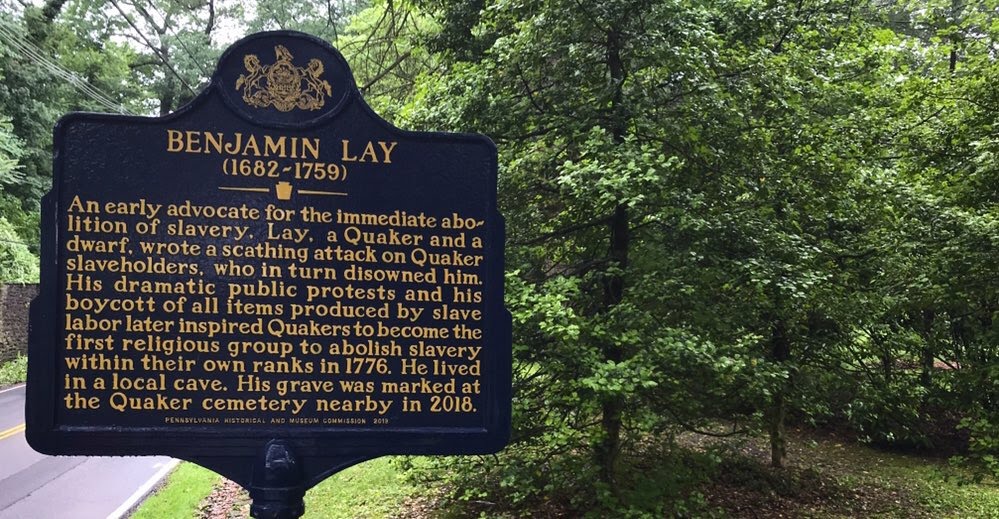 BENJAMIN LAY
(1682-1759)
An early advocate for the immediate abo-
lition of slavery, Lay, a Quaker and a
dwarf, wrote a scathing attack on Quaker
slaveholders, who in turn disowned him.
His dramatic public protests and his
boycott of all items produced by slave
labor later inspired Quakers to become the
first religious group to abolish slavery
within their own ranks in 1776. He lived
in a local cave. His grave was marked at
the Quaker cemetery nearby in 2018.
PENNSYLVANIA HISTORICAL AND MUSEUM COMMISSION 2019